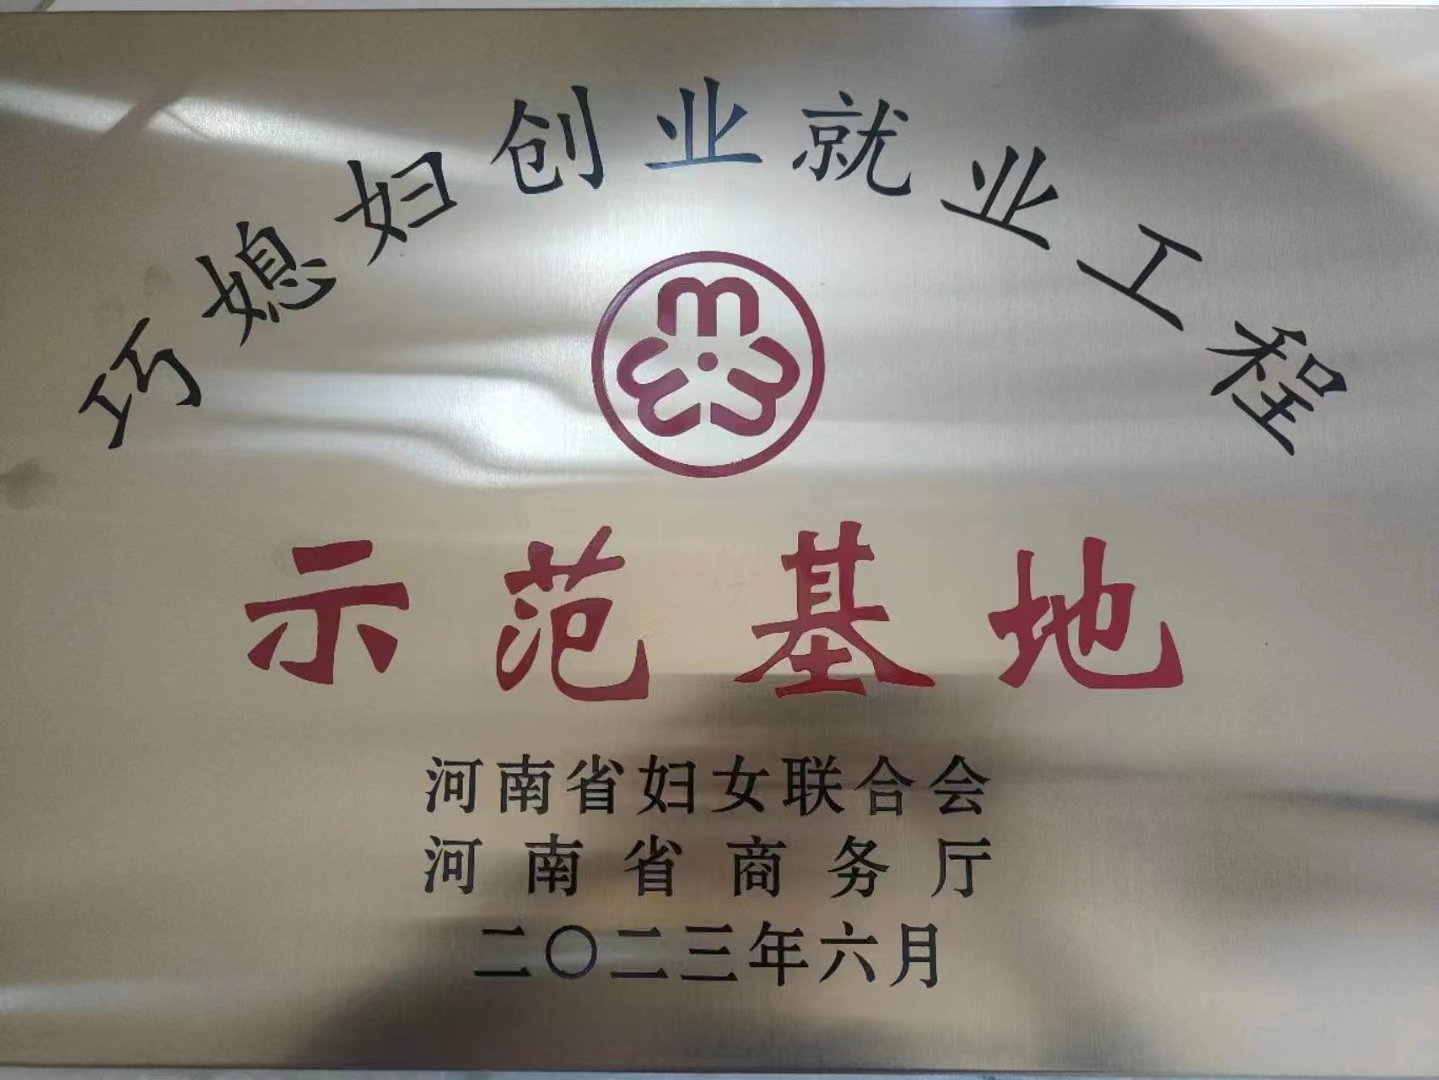 巧媳妇创业就业工程
示范基地
河南省妇女联合会
河南省商务厅
二〇二三年六月